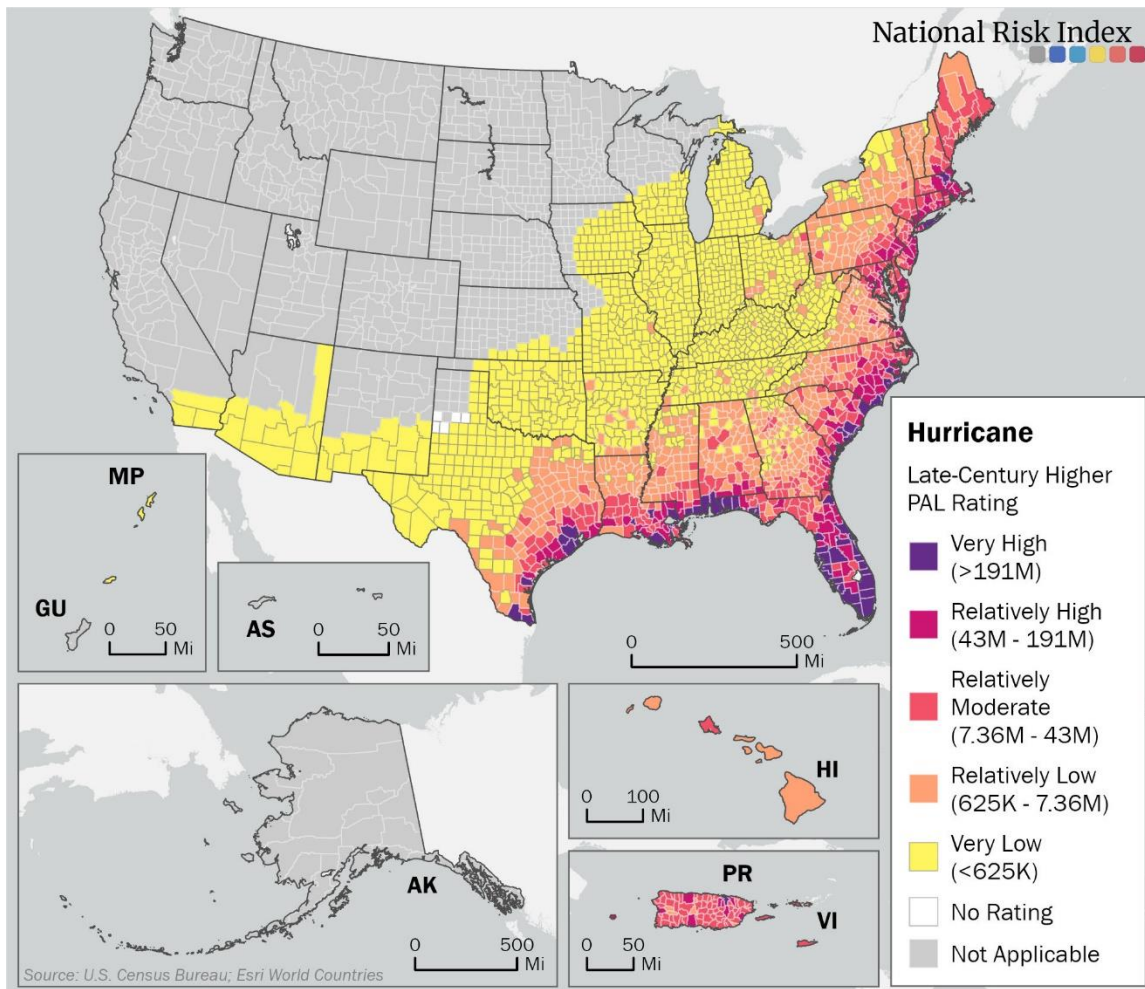 National Risk Index
Hurricane
Late-Century Higher
PAL Rating
Very High
(>191M)
Relatively High
(43M - 191M)
Relatively
Moderate
(7.36M - 43M)
Relatively Low
(625K - 7.36M)
Very Low
(<625K)
No Rating
Not Applicable
MP
GU
0 50
Mi
AS
0 50
Mi
0 500
Mi
HI
0 100
Mi
AK
0 500
Mi
PR
VI
0 50
Mi
Source: U.S. Census Bureau; Esri World Countries